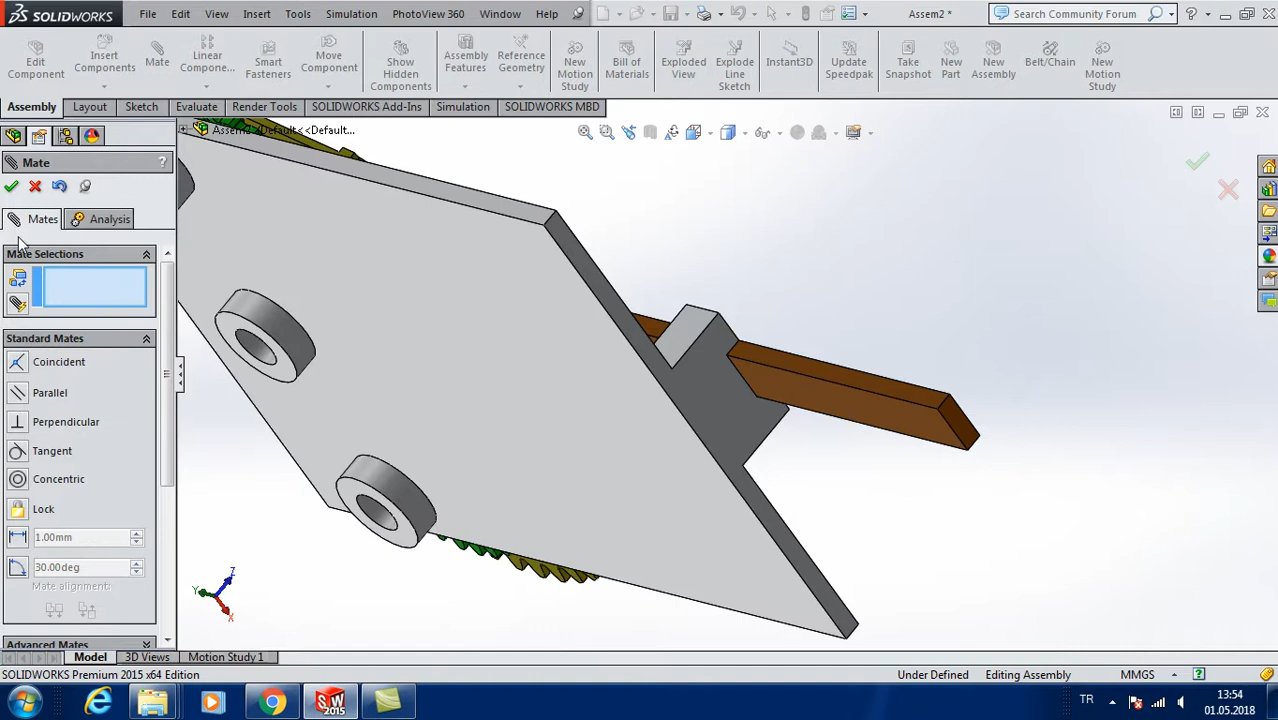 SOLIDWORKS File Edit View Insert Tools Simulation PhotoView 360 Window Help Assem2 * Search Community Forum
Edit Component
Insert Components
Mate
Linear Compone...
Smart Fasteners
Move Component
Show Hidden Components
Assembly Features
Reference Geometry
New Motion Study
Bill of Materials
Exploded View
Explode Line Sketch
Instant3D
Update Speedpak
Take Snapshot
New Part
New Assembly
Belt/Chain
New Motion Study
Assembly Layout Sketch Evaluate Render Tools SOLIDWORKS Add-Ins Simulation SOLIDWORKS MBD
Assem2 (Default<<Default...
Mate ?
Mates Analysis
Mate Selections
Standard Mates
Coincident
Parallel
Perpendicular
Tangent
Concentric
Lock
1.00mm
30.00deg
Mate alignment:
Advanced Mates
Z
Y
X
Model 3D Views Motion Study 1
SOLIDWORKS Premium 2015 x64 Edition Under Defined Editing Assembly MMGS
SW 2015
TR 13:54
01.05.2018